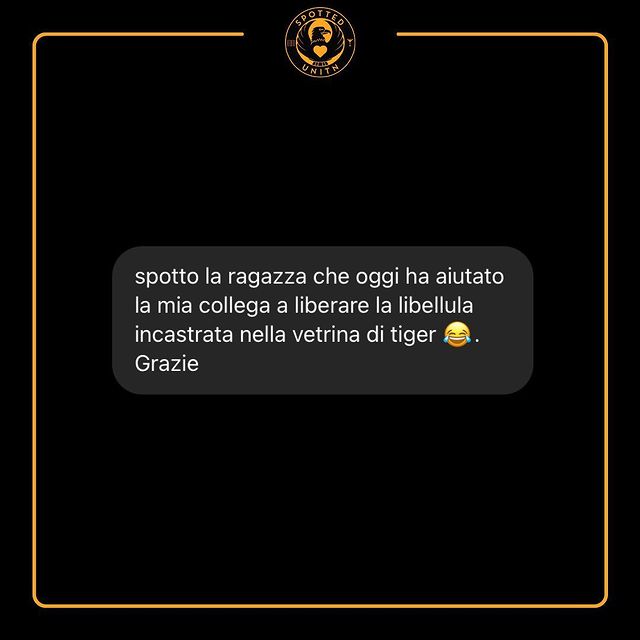 SPOTTED
UNITN
spotto la ragazza che oggi ha aiutato
la mia collega a liberare la libellula
incastrata nella vetrina di tiger 😂.
Grazie